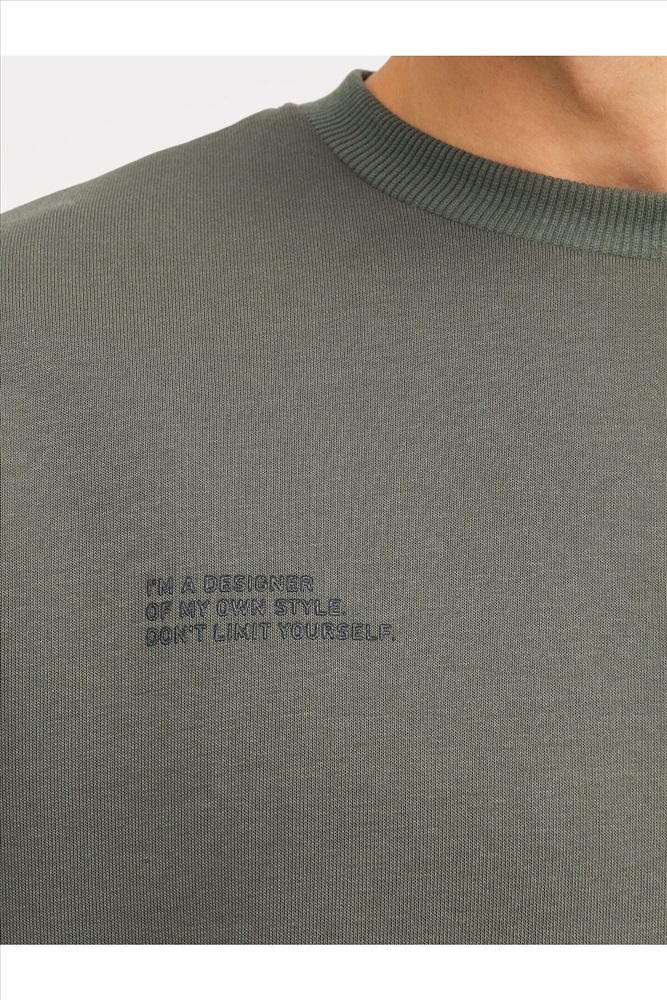 I'M A DESIGNER
OF MY OWN STYLE.
DON'T LIMIT YOURSELF.